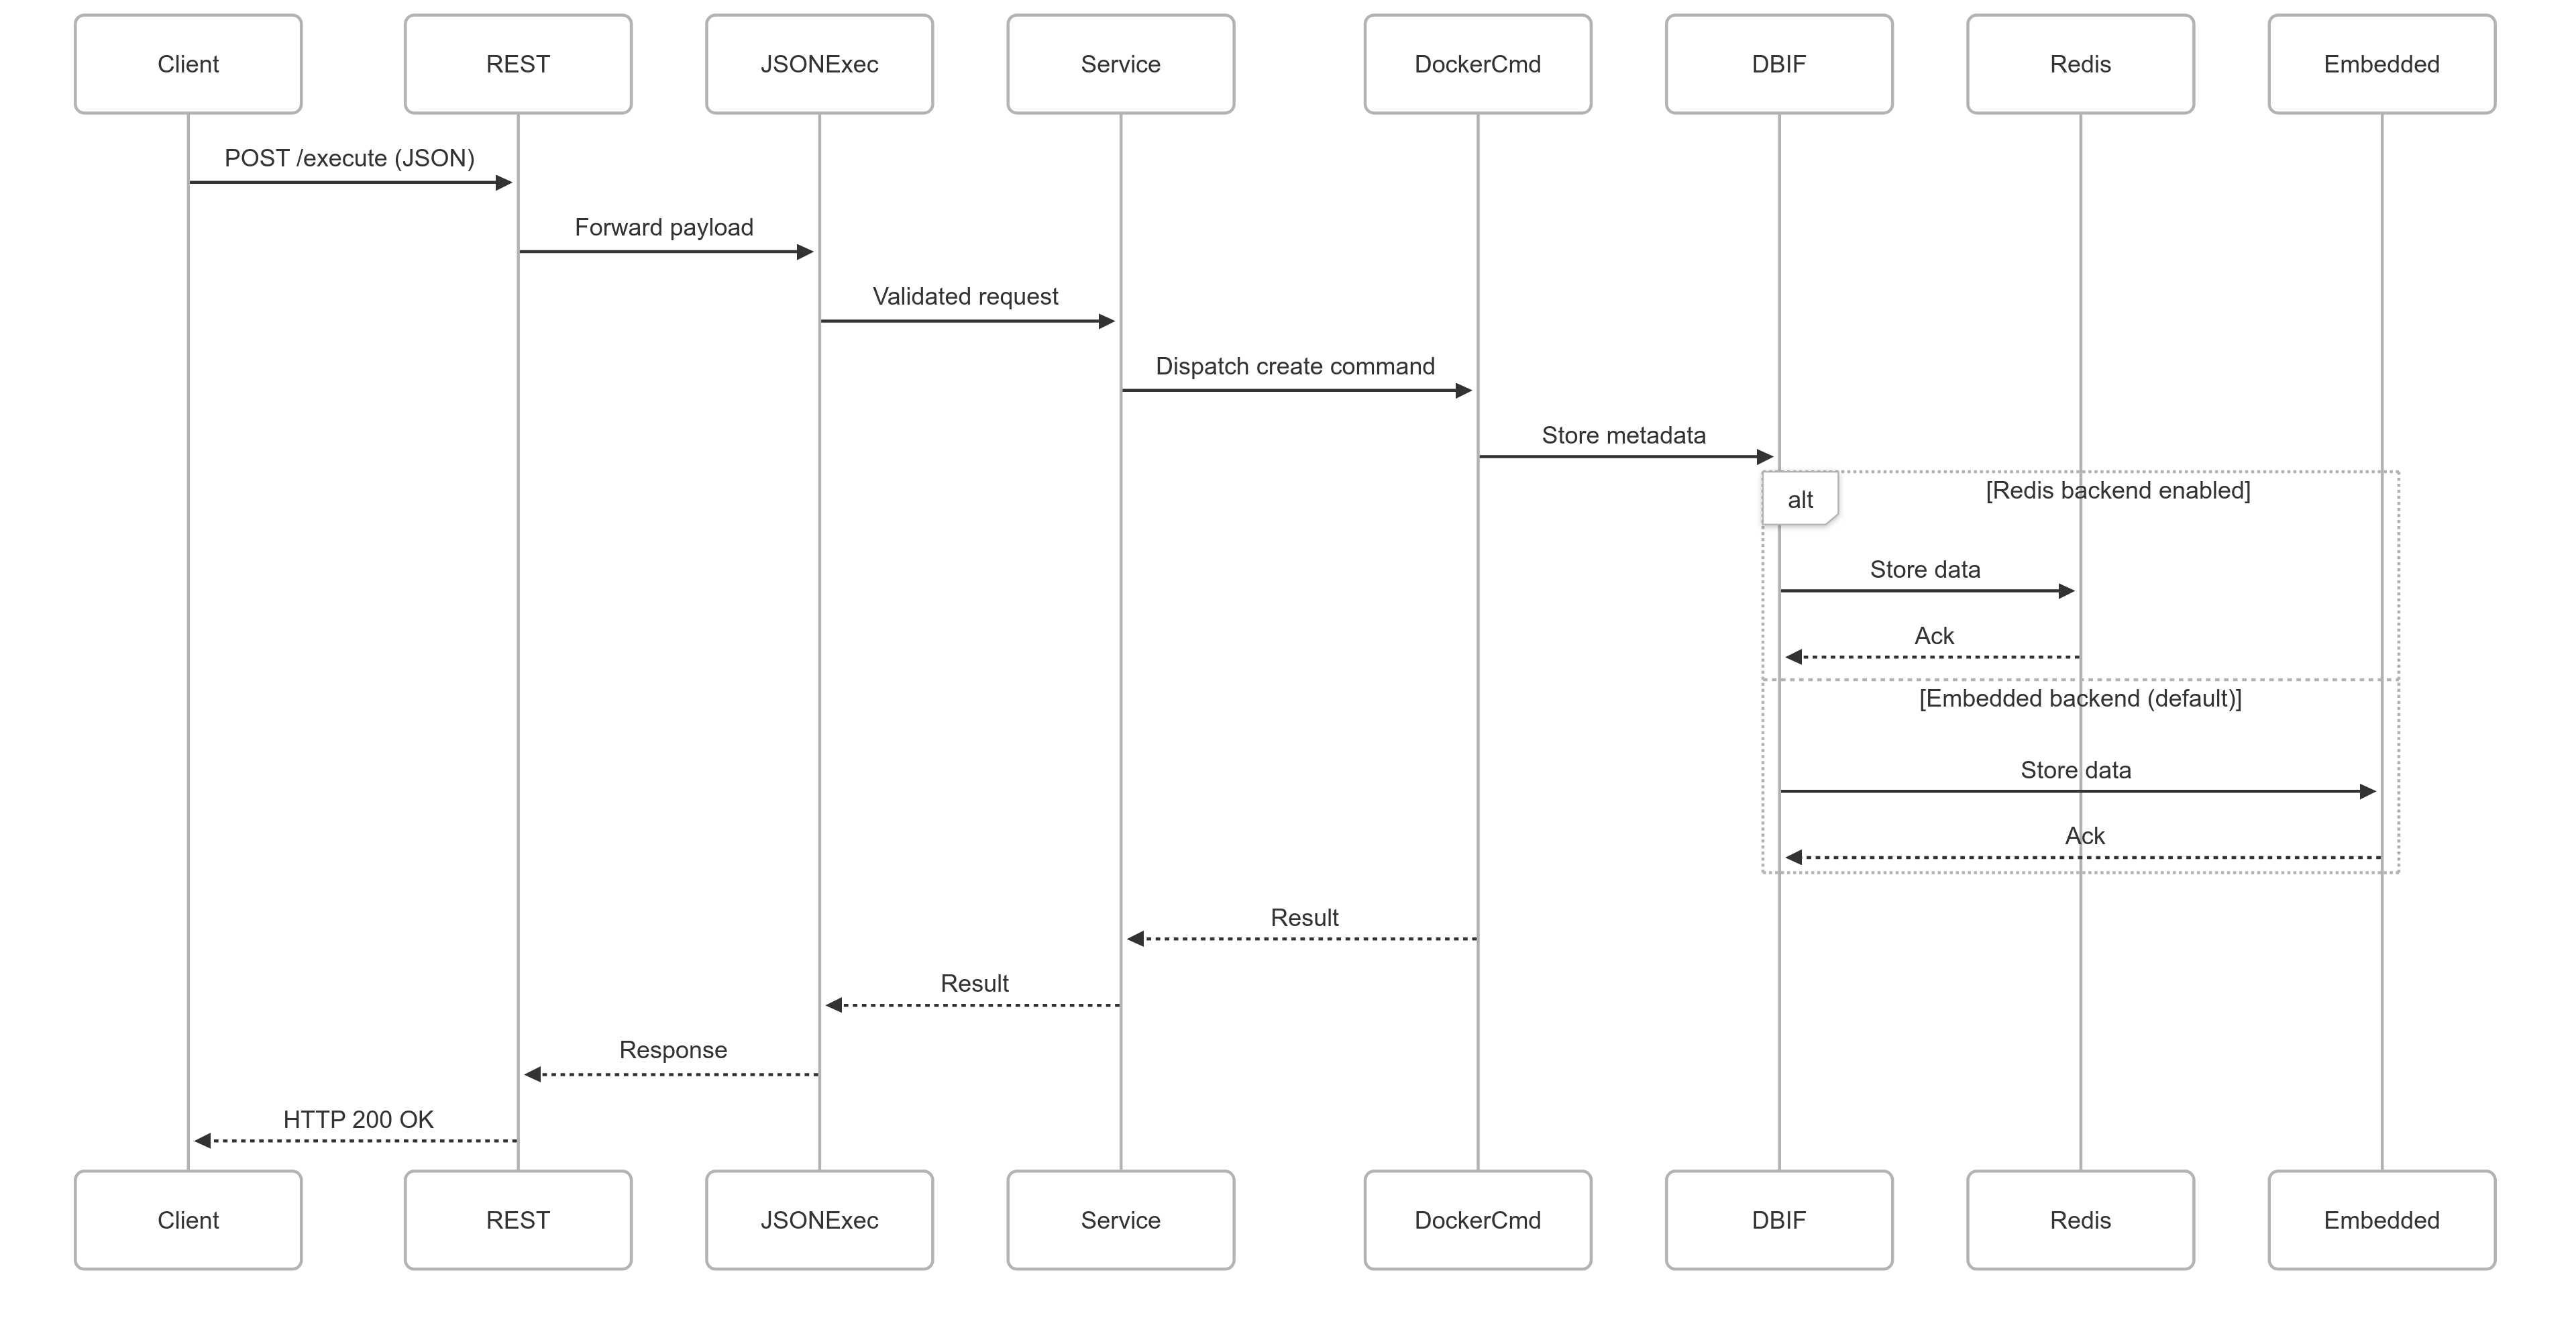 Client
REST
JSONExec
Service
DockerCmd
DBIF
Redis
Embedded
POST /execute (JSON)
Forward payload
Validated request
Dispatch create command
Store metadata
alt
[Redis backend enabled]
Store data
Ack
[Embedded backend (default)]
Store data
Ack
Result
Result
Response
HTTP 200 OK
Client
REST
JSONExec
Service
DockerCmd
DBIF
Redis
Embedded